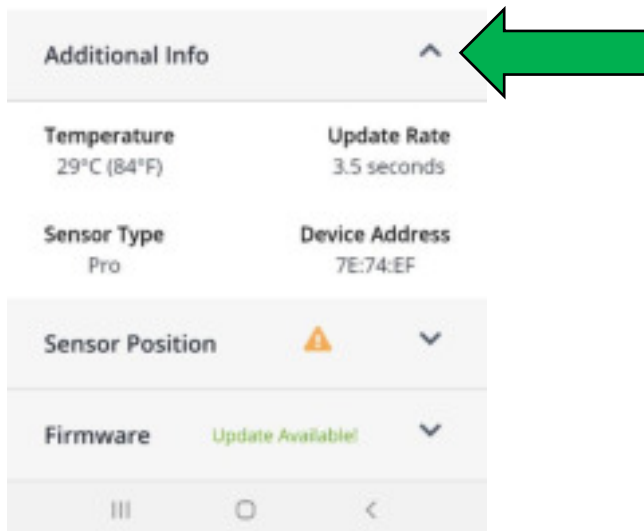 Additional Info
Temperature Update Rate
29°C (84°F) 3.5 seconds
Sensor Type Device Address
Pro 7E:74:EF
Sensor Position
Firmware Update Available!